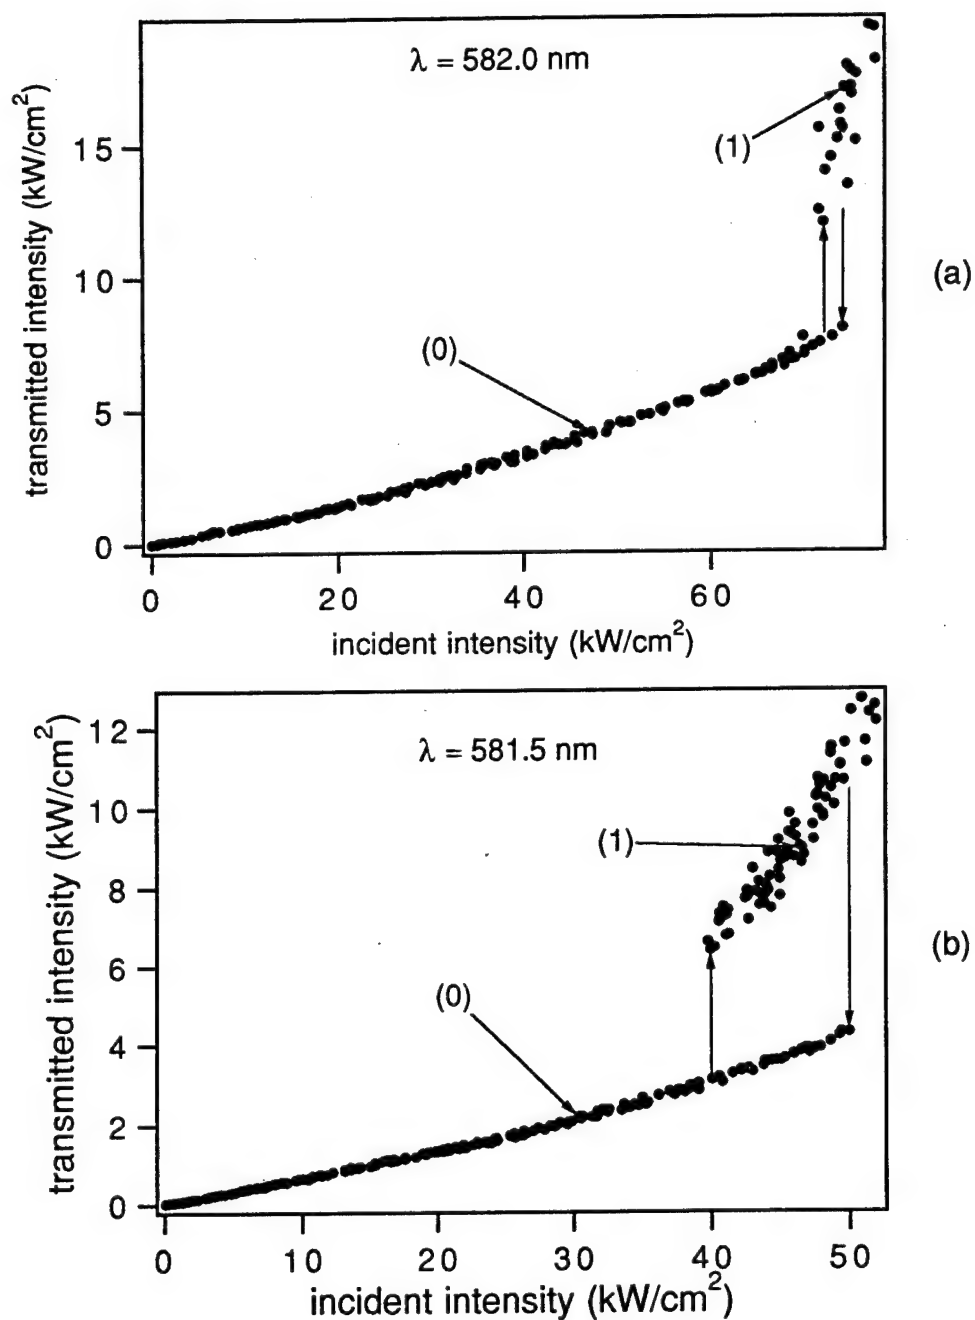 λ = 582.0 nm
transmitted intensity (kW/cm²)
15
10
5
0
(1)
(0)
(a)
0 20 40 60
incident intensity (kW/cm²)
λ = 581.5 nm
transmitted intensity (kW/cm²)
12
10
8
6
4
2
0
(1)
(0)
(b)
0 10 20 30 40 50
incident intensity (kW/cm²)